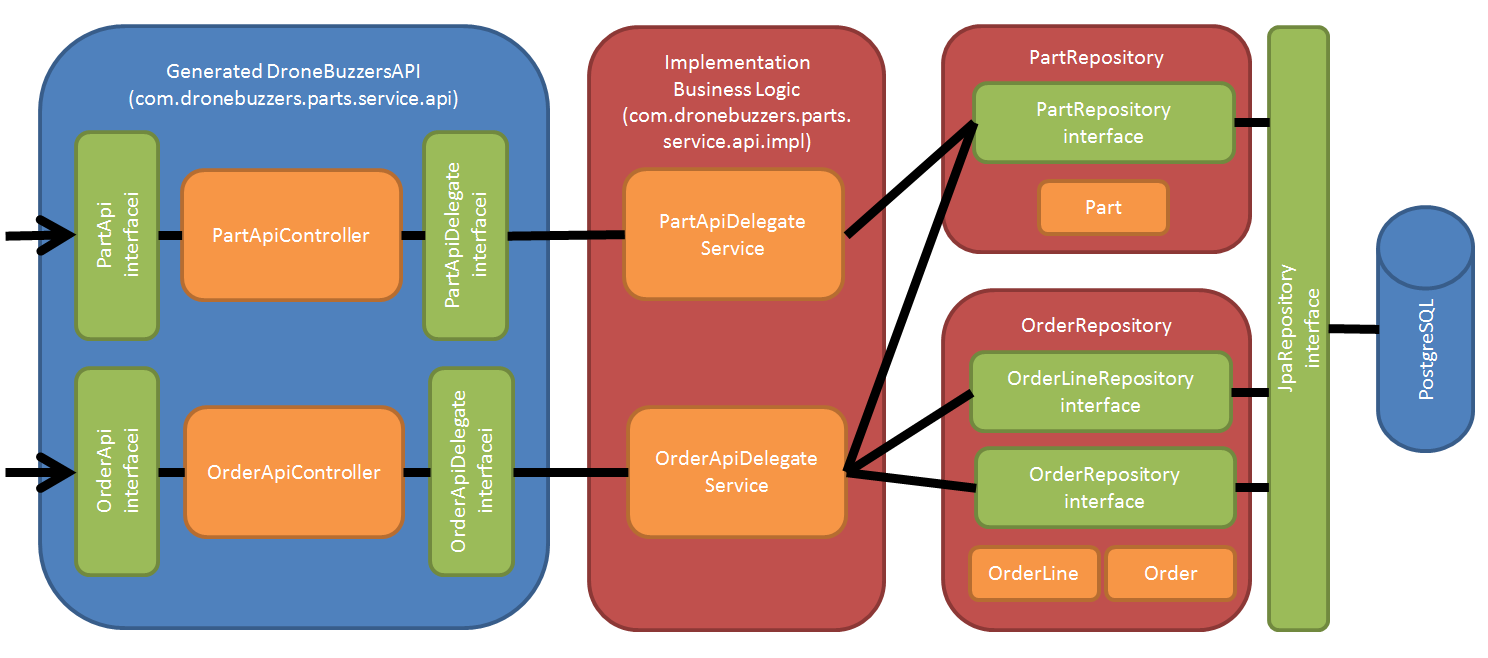 Generated DroneBuzzersAPI
(com.dronebuzzers.parts.service.api)
PartApi
interfacei
PartApiController
PartApiDelegate
interfacei
OrderApi
interfacei
OrderApiController
OrderApiDelegate
interfacei
Implementation
Business Logic
(com.dronebuzzers.parts.
service.api.impl)
PartApiDelegate
Service
OrderApiDelegate
Service
PartRepository
PartRepository
interface
Part
OrderRepository
OrderLineRepository
interface
OrderRepository
interface
OrderLine
Order
JpaRepository
interface
PostgreSQL